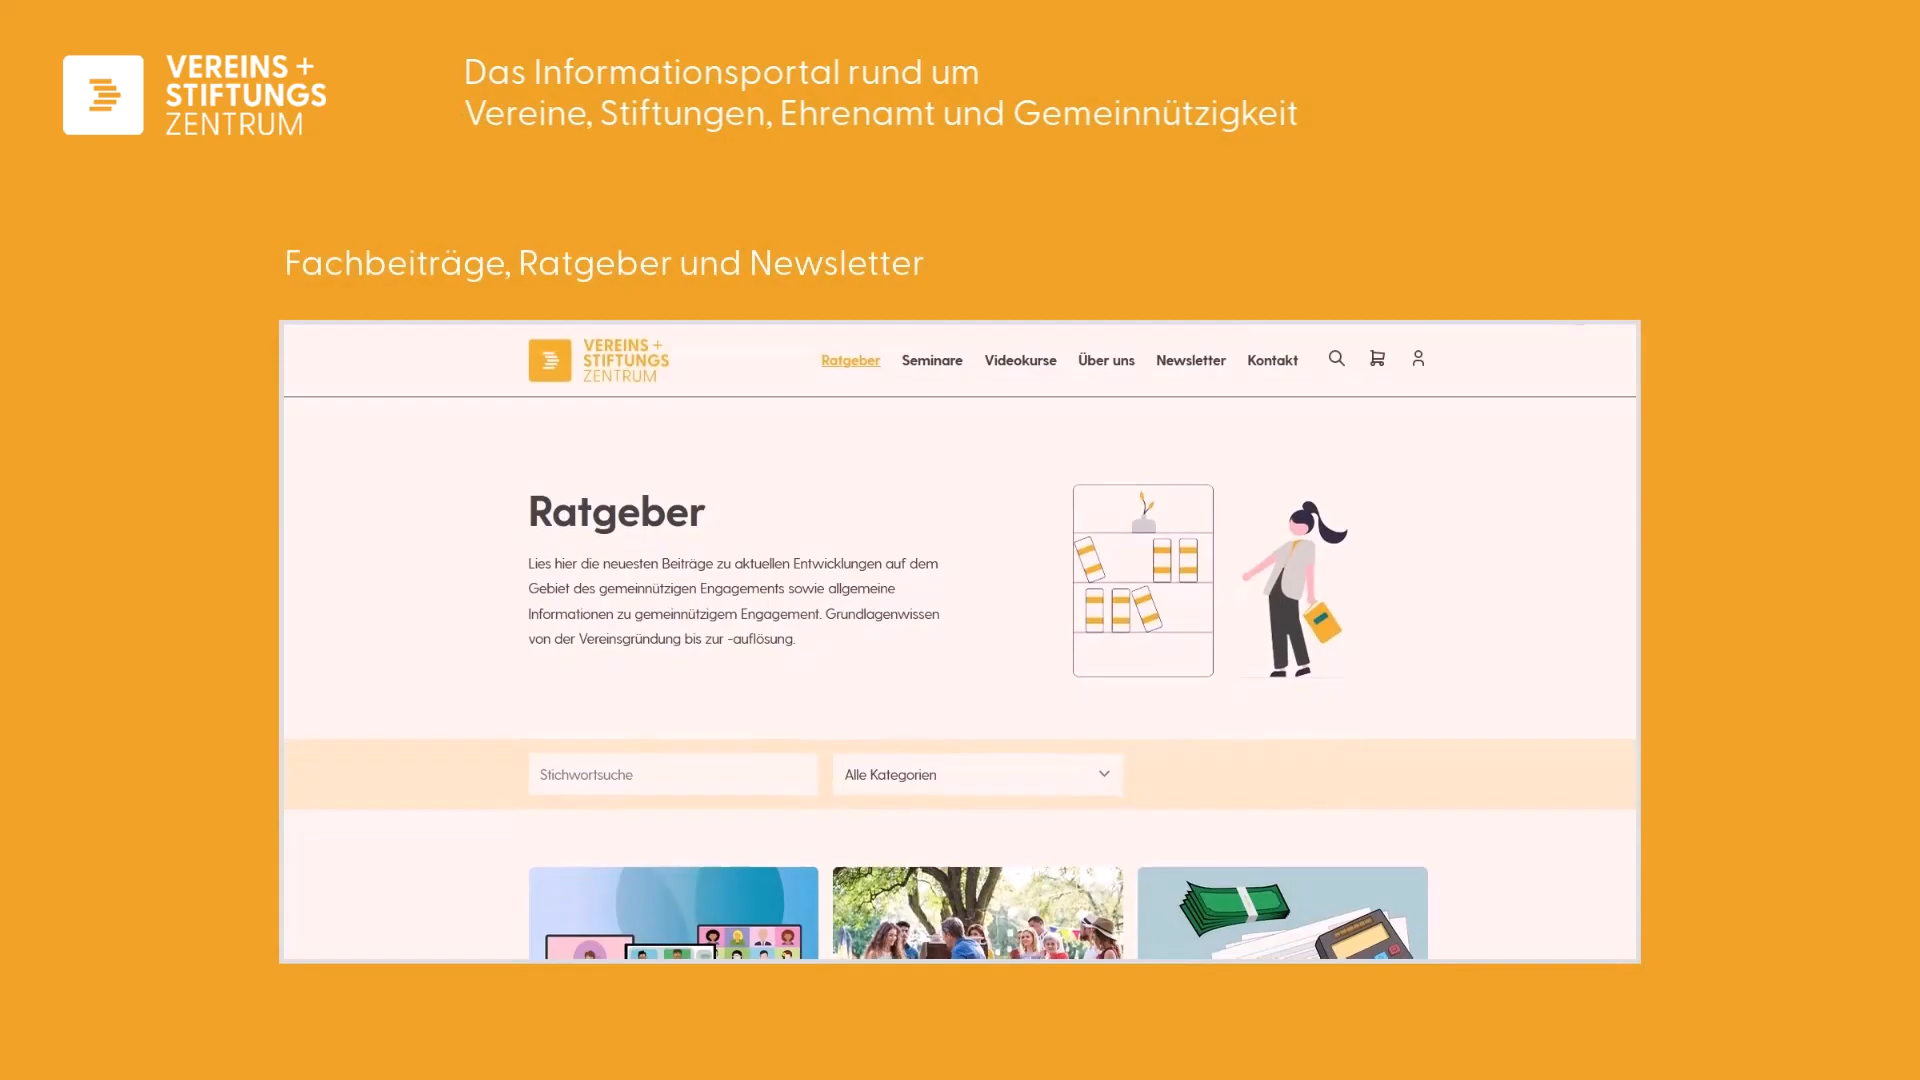 VEREINS +
STIFTUNGS
ZENTRUM
Das Informationsportal rund um
Vereine, Stiftungen, Ehrenamt und Gemeinnützigkeit
Fachbeiträge, Ratgeber und Newsletter
VEREINS +
STIFTUNGS
ZENTRUM
Ratgeber Seminare Videokurse Über uns Newsletter Kontakt
Ratgeber
Lies hier die neuesten Beiträge zu aktuellen Entwicklungen auf dem
Gebiet des gemeinnützigen Engagements sowie allgemeine
Informationen zu gemeinnützigem Engagement. Grundlagenwissen
von der Vereinsgründung bis zur -auflösung.
Stichwortsuche
Alle Kategorien